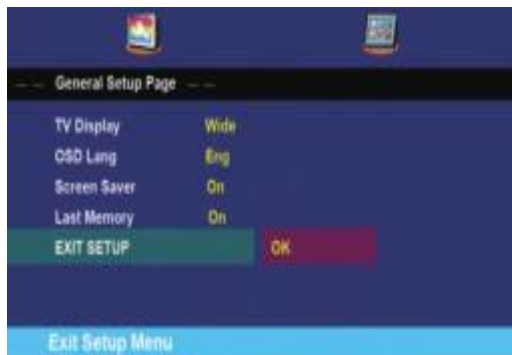 -- -- General Setup Page -- --
TV Display Wide
OSD Lang Eng
Screen Saver On
Last Memory On
EXIT SETUP OK
Exit Setup Menu